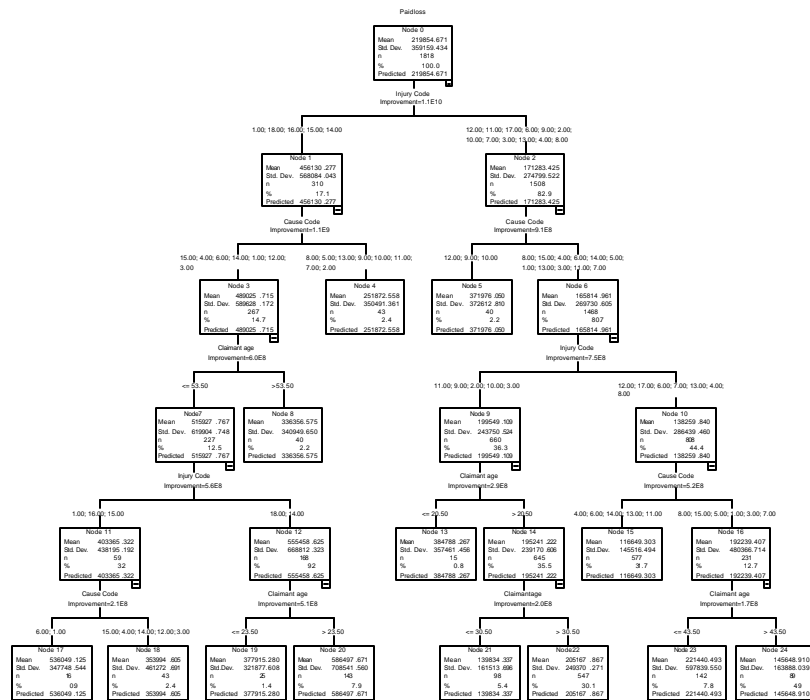 Paidloss
Node 0
Mean 219854.671
Std. Dev. 359159.434
n 1818
% 100.0
Predicted 219854.671
Injury Code
Improvement=1.1E10
1.00; 18.00; 16.00; 15.00; 14.00
12.00; 11.00; 17.00; 6.00; 9.00; 2.00;
10.00; 7.00; 3.00; 13.00; 4.00; 8.00
Node 1
Mean 456130 .277
Std. Dev. 568084 .043
n 310
% 17.1
Predicted 456130 .277
Node 2
Mean 171283.425
Std. Dev. 274799.522
n 1508
% 82.9
Predicted 171283.425
Cause Code
Improvement=1.1E9
Cause Code
Improvement=9.1E8
15.00; 4.00; 6.00; 14.00; 1.00; 12.00;
3.00
8.00; 5.00; 13.00; 9.00; 10.00; 11.00;
7.00; 2.00
12.00; 9.00; 10.00
8.00; 15.00; 4.00; 6.00; 14.00; 5.00;
1.00; 13.00; 3.00; 11.00; 7.00
Node 3
Mean 489025 .715
Std. Dev. 589628 .172
n 267
% 14.7
Predicted 489025 .715
Node 4
Mean 251872.558
Std. Dev. 350491.361
n 43
% 2.4
Predicted 251872.558
Node 5
Mean 371976 .050
Std. Dev. 372612 .810
n 40
% 2.2
Predicted 371976 .050
Node 6
Mean 165814 .961
Std. Dev. 269730 .605
n 1468
% 80.7
Predicted 165814 .961
Claimant age
Improvement=6.0E8
Injury Code
Improvement=7.5E8
<= 53.50
>53.50
11.00; 9.00; 2.00; 10.00; 3.00
12.00; 17.00; 6.00; 7.00; 13.00; 4.00;
8.00
Node7
Mean 515927 .767
Std. Dev. 619904 .748
n 227
% 12.5
Predicted 515927 .767
Node 8
Mean 336356.575
Std. Dev. 340949.650
n 40
% 2.2
Predicted 336356.575
Node 9
Mean 199549 .109
Std. Dev. 243750 .524
n 660
% 36.3
Predicted 199549 .109
Node 10
Mean 138259 .840
Std. Dev. 286439 .460
n 808
% 44.4
Predicted 138259 .840
Injury Code
Improvement=5.6E8
Claimant age
Improvement=2.9E8
Cause Code
Improvement=5.2E8
1.00; 16.00; 15.00
18.00; 14.00
<= 20.50
> 20.50
4.00; 6.00; 14.00; 13.00; 11.00
8.00; 15.00; 5.00; 1.00; 3.00; 7.00
Node 11
Mean 403365 .322
Std. Dev. 438195 .192
n 59
% 32
Predicted 403365 .322
Node 12
Mean 555458 .625
Std. Dev. 668812 .323
n 168
% 92
Predicted 555458 .625
Node 13
Mean 384788 .267
Std. Dev. 357461 .456
n 15
% 0.8
Predicted 384788 .267
Node 14
Mean 195241 .222
Std. Dev. 239170 .606
n 645
% 35.5
Predicted 195241 .222
Node 15
Mean 116649.303
Std. Dev. 145516.494
n 577
% 31.7
Predicted 116649.303
Node 16
Mean 192239.407
Std. Dev. 480366.714
n 231
% 12.7
Predicted 192239.407
Cause Code
Improvement=2.1E8
Claimant age
Improvement=5.1E8
Claimantage
Improvement=2.0E8
Claimant age
Improvement=1.7E8
6.00; 1.00
15.00; 4.00; 14.00; 12.00; 3.00
<= 23.50
> 23.50
<= 30.50
> 30.50
<= 43.50
> 43.50
Node 17
Mean 536049 .125
Std. Dev. 347748 .544
n 16
% 09
Predicted 536049 .125
Node 18
Mean 353994 .605
Std. Dev. 461272 .691
n 43
% 2.4
Predicted 353994 .605
Node 19
Mean 377915.280
Std. Dev. 321877.608
n 25
% 1.4
Predicted 377915.280
Node 20
Mean 586497 .671
Std. Dev. 708541 .560
n 143
% 7.9
Predicted 586497 .671
Node 21
Mean 139834 .337
Std. Dev. 161513 .696
n 98
% 5.4
Predicted 139834 .337
Node22
Mean 205167 .867
Std. Dev. 249370 .271
n 547
% 30.1
Predicted 205167 .867
Node 23
Mean 221440.493
Std. Dev. 597839.550
n 142
% 7.8
Predicted 221440.493
Node 24
Mean 145648.910
Std. Dev. 163888.039
n 89
% 49
Predicted 145648.910